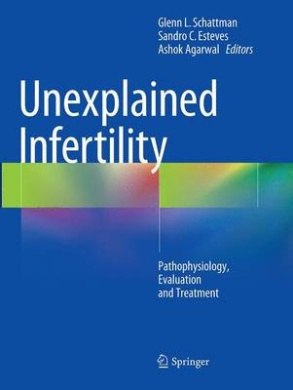 Glenn L. Schattman
Sandro C. Esteves
Ashok Agarwal Editors
Unexplained
Infertility
Pathophysiology,
Evaluation
and Treatment
Springer